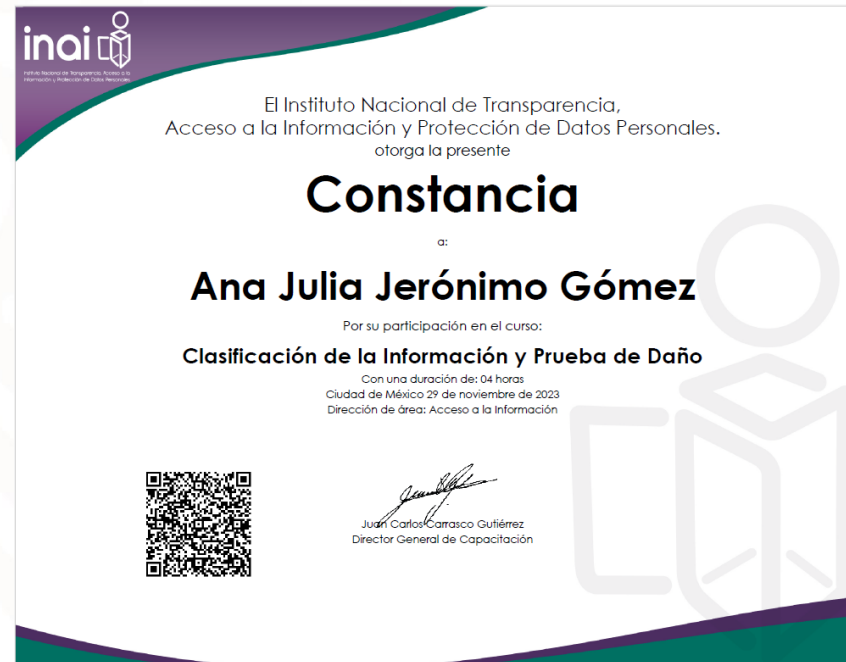 inai
Instituto Nacional de Transparencia, Acceso a la
Información y Protección de Datos Personales
El Instituto Nacional de Transparencia,
Acceso a la Información y Protección de Datos Personales.
otorga la presente
Constancia
a:
Ana Julia Jerónimo Gómez
Por su participación en el curso:
Clasificación de la Información y Prueba de Daño
Con una duración de: 04 horas
Ciudad de México 29 de noviembre de 2023
Dirección de área: Acceso a la Información
Juan Carlos Carrasco Gutiérrez
Director General de Capacitación